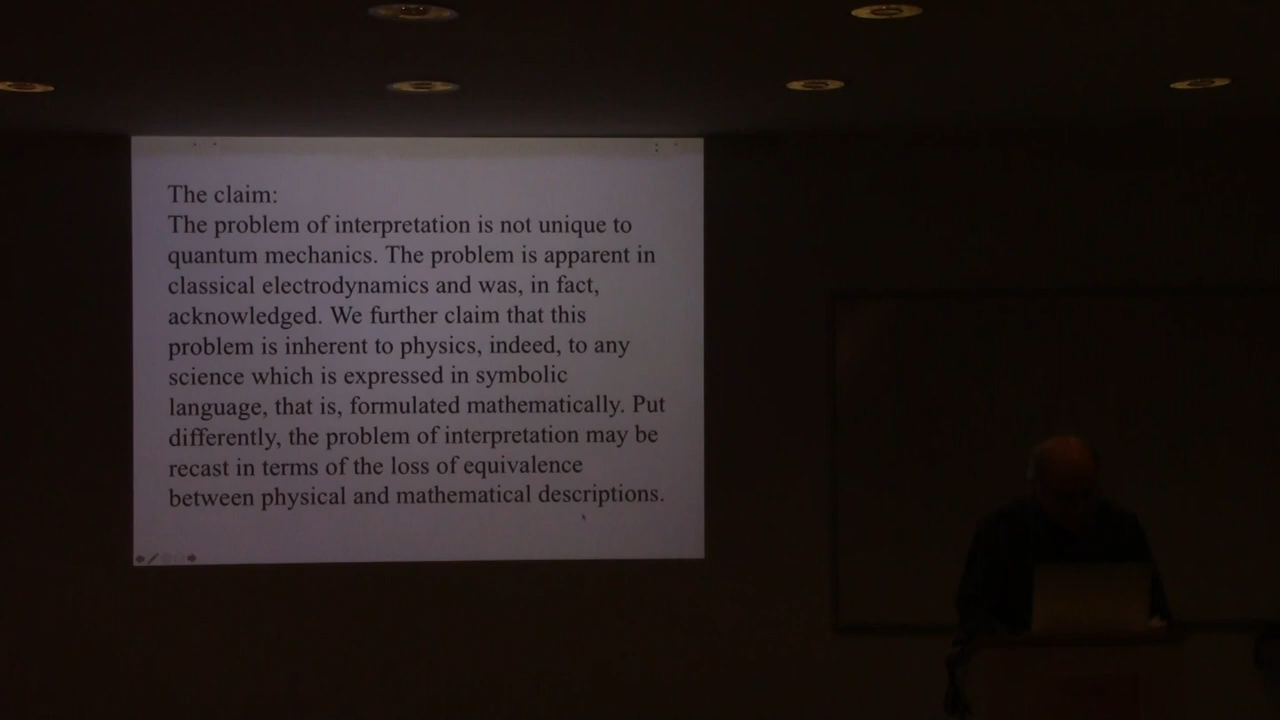 The claim:
The problem of interpretation is not unique to
quantum mechanics. The problem is apparent in
classical electrodynamics and was, in fact,
acknowledged. We further claim that this
problem is inherent to physics, indeed, to any
science which is expressed in symbolic
language, that is, formulated mathematically. Put
differently, the problem of interpretation may be
recast in terms of the loss of equivalence
between physical and mathematical descriptions.